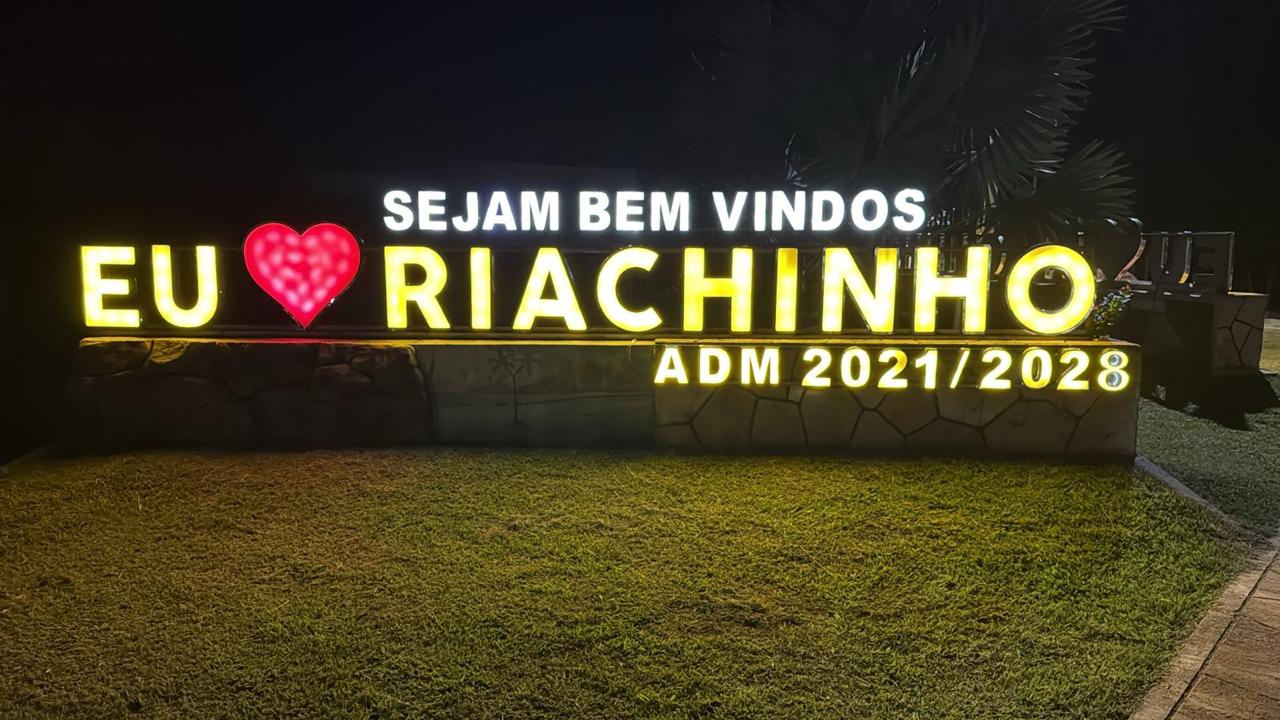 SEJAM BEM VINDOS
EU ❤ RIACHINHO
ADM 2021/2028